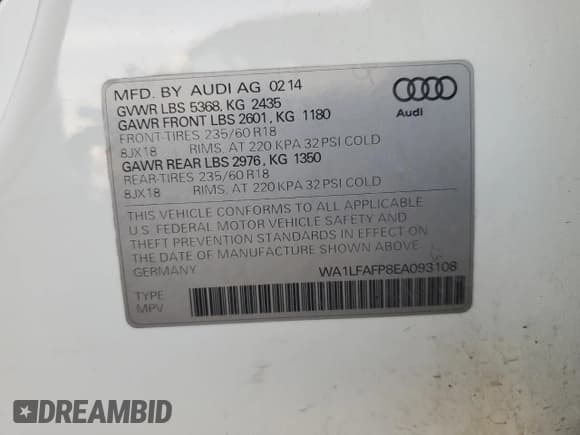 MFD. BY AUDI AG 02 14
GVWR LBS 5368, KG 2435
GAWR FRONT LBS 2601, KG 1180
FRONT-TIRES 235/60 R18
8JX18 RIMS, AT 220 KPA 32 PSI COLD
GAWR REAR LBS 2976, KG 1350
REAR-TIRES 235/60 R18
8JX18 RIMS, AT 220 KPA 32 PSI COLD
Audi
THIS VEHICLE CONFORMS TO ALL APPLICABLE
U.S. FEDERAL MOTOR VEHICLE SAFETY AND
THEFT PREVENTION STANDARDS IN EFFECT ON
THE DATE OF MANUFACTURE SHOWN ABOVE.
GERMANY WA1LFAFP8EA093108
TYPE
MPV
DREAMBID